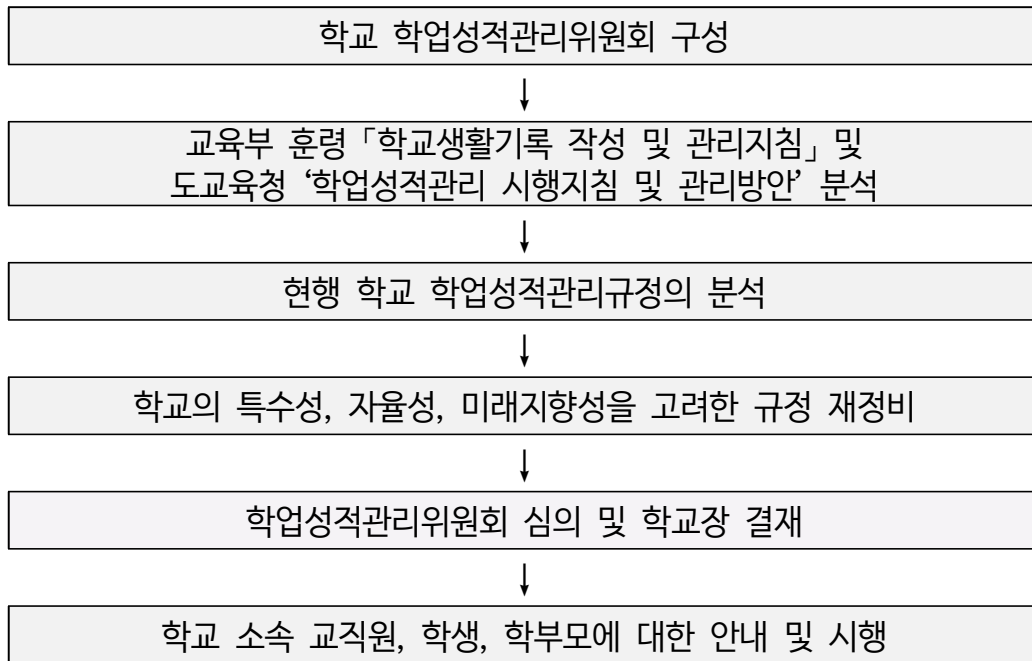 학교 학업성적관리위원회 구성
교육부 훈령「학교생활기록 작성 및 관리지침」및
도교육청 ‘학업성적관리 시행지침 및 관리방안’ 분석
현행 학교 학업성적관리규정의 분석
학교의 특수성, 자율성, 미래지향성을 고려한 규정 재정비
학업성적관리위원회 심의 및 학교장 결재
학교 소속 교직원, 학생, 학부모에 대한 안내 및 시행